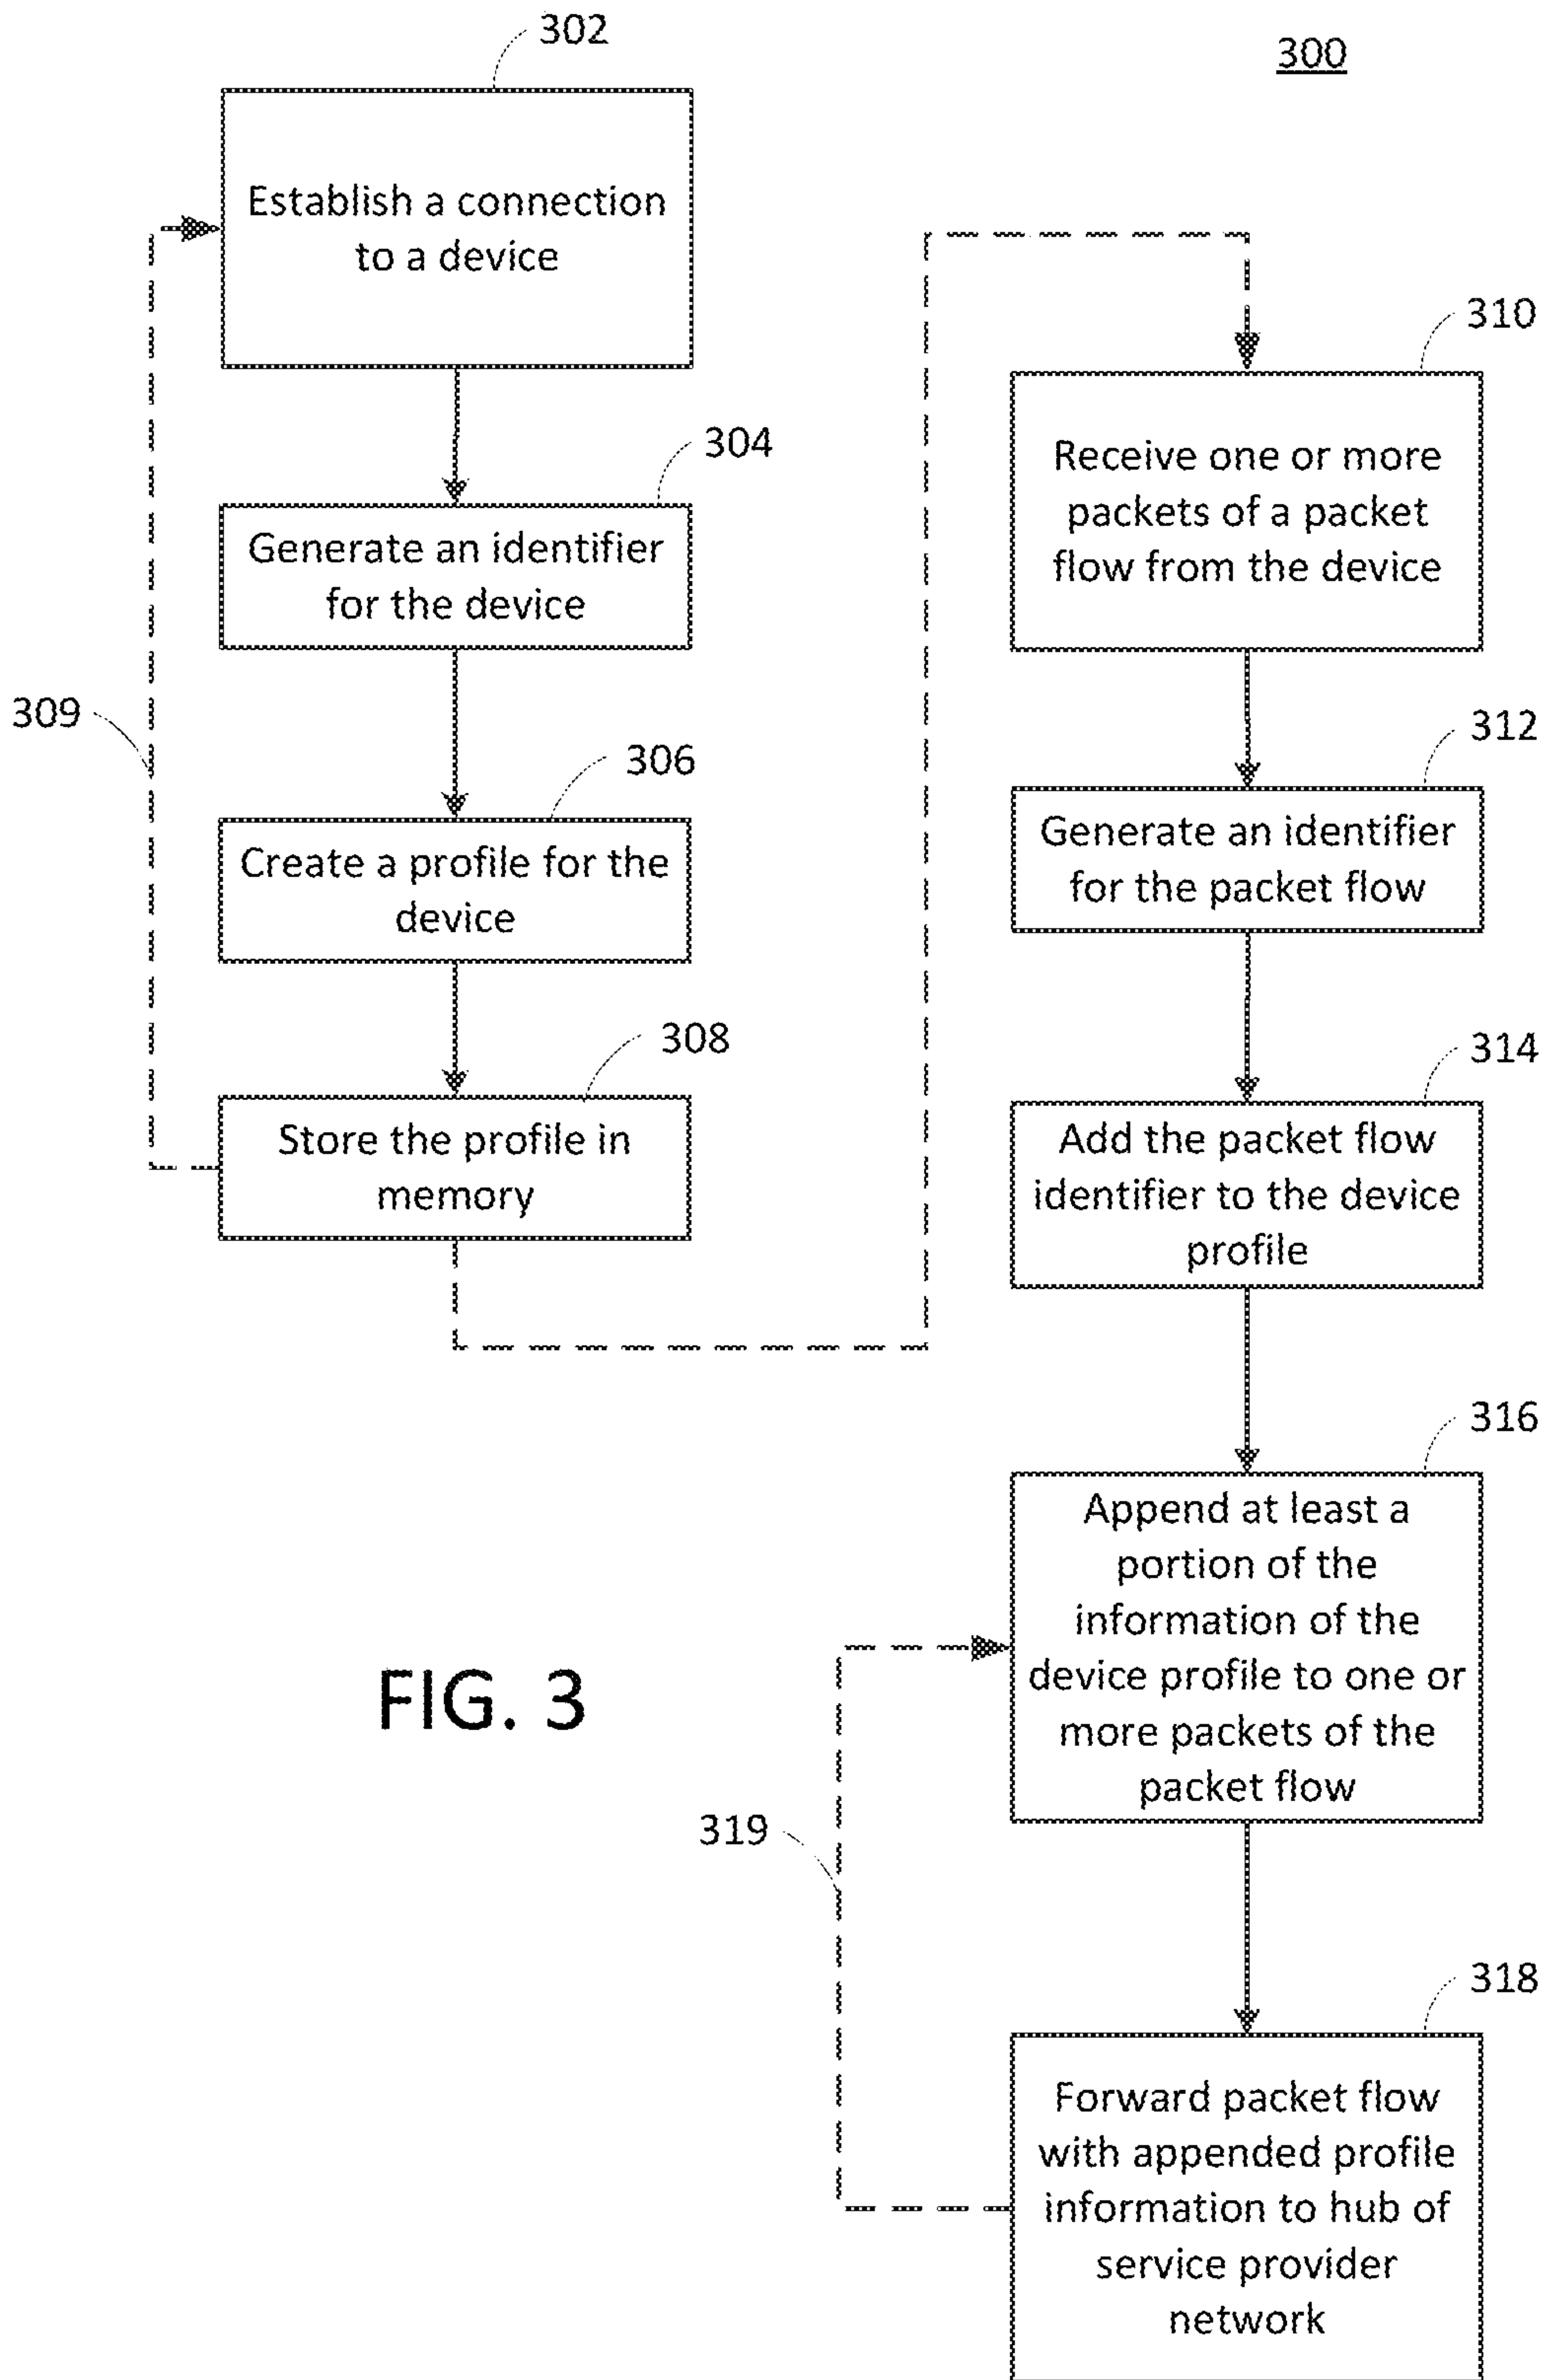 300
302
Establish a connection
to a device
304
Generate an identifier
for the device
309
306
Create a profile for the
device
308
Store the profile in
memory
310
Receive one or more
packets of a packet
flow from the device
312
Generate an identifier
for the packet flow
314
Add the packet flow
identifier to the device
profile
316
Append at least a
portion of the
information of the
device profile to one or
more packets of the
packet flow
319
318
Forward packet flow
with appended profile
information to hub of
service provider
network
FIG. 3